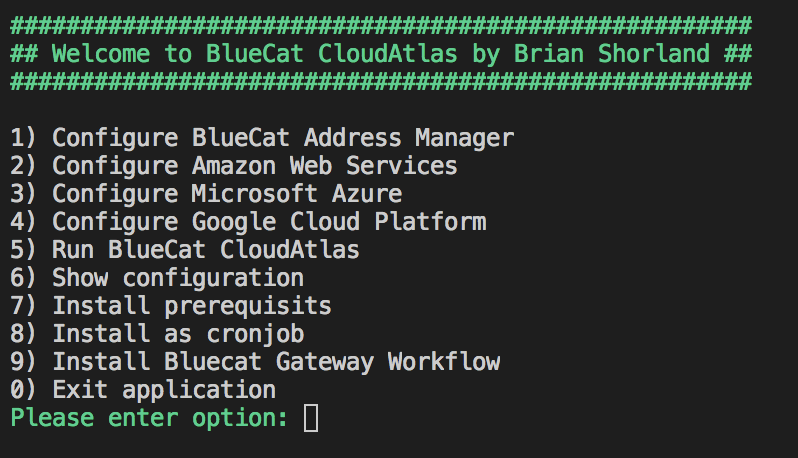 #####################################################
## Welcome to BlueCat CloudAtlas by Brian Shorland ##
#####################################################
1) Configure BlueCat Address Manager
2) Configure Amazon Web Services
3) Configure Microsoft Azure
4) Configure Google Cloud Platform
5) Run BlueCat CloudAtlas
6) Show configuration
7) Install prerequisits
8) Install as cronjob
9) Install Bluecat Gateway Workflow
0) Exit application
Please enter option: